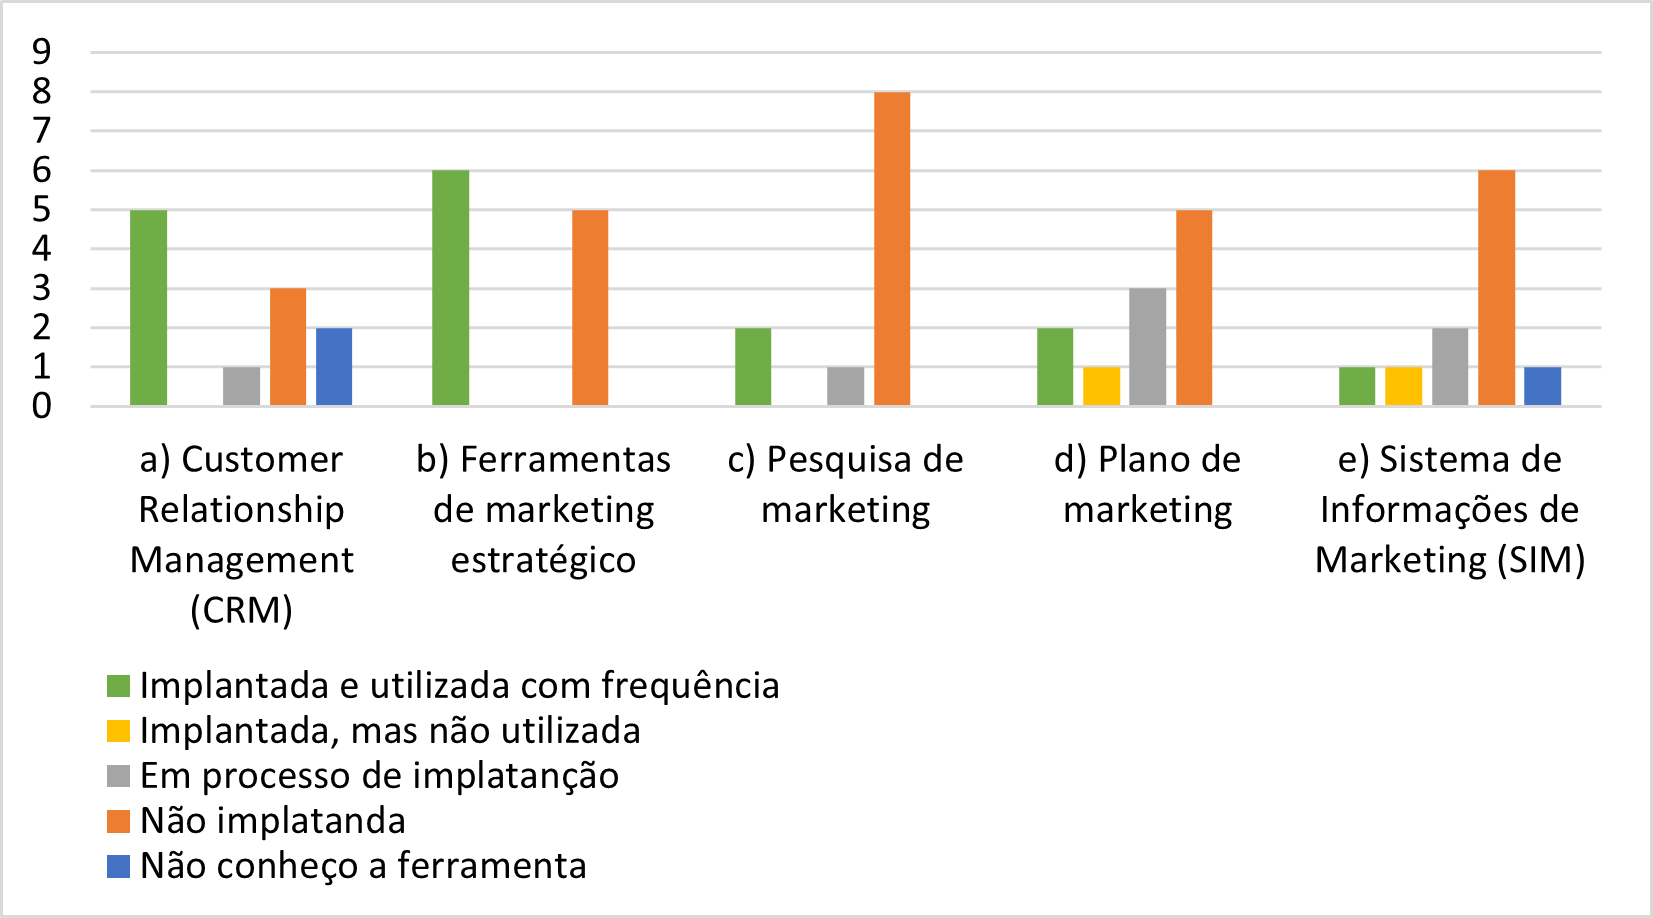 9
8
7
6
5
4
3
2
1
0
a) Customer
Relationship
Management
(CRM)
b) Ferramentas
de marketing
estratégico
c) Pesquisa de
marketing
d) Plano de
marketing
e) Sistema de
Informações de
Marketing (SIM)
Implantada e utilizada com frequência
Implantada, mas não utilizada
Em processo de implatanção
Não implatanda
Não conheço a ferramenta